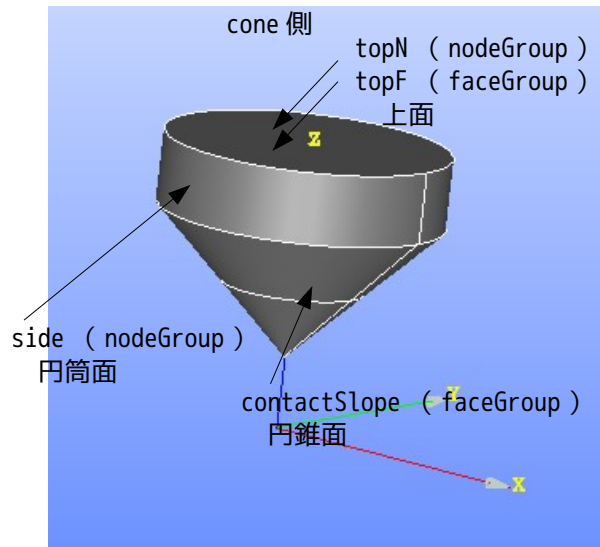 cone 側
topN ( nodeGroup )
topF ( faceGroup )
上面
Z
side ( nodeGroup )
円筒面
contactSlope ( faceGroup )
円錐面
Y
X